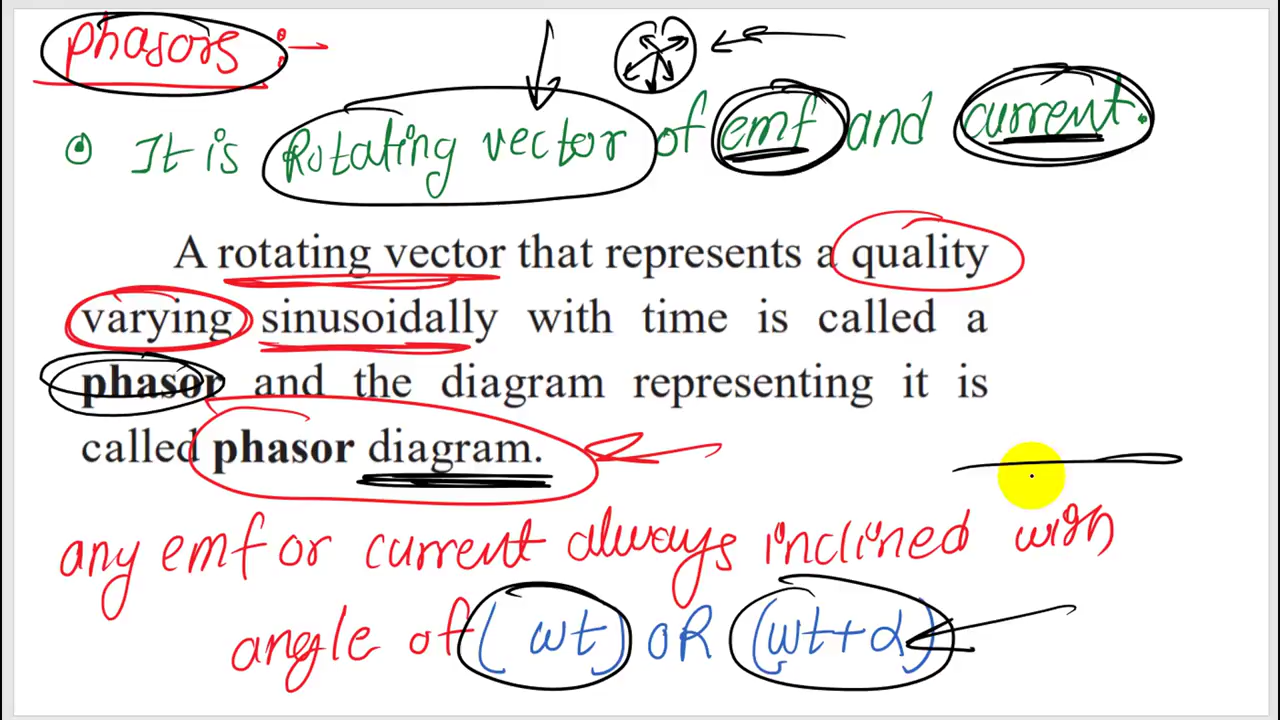 phasors :-
It is Rotating vector of emf and current.
A rotating vector that represents a quality
varying sinusoidally with time is called a
phasor and the diagram representing it is
called phasor diagram.
any emf or current always inclined with
angle of (wt) OR (wt+α)